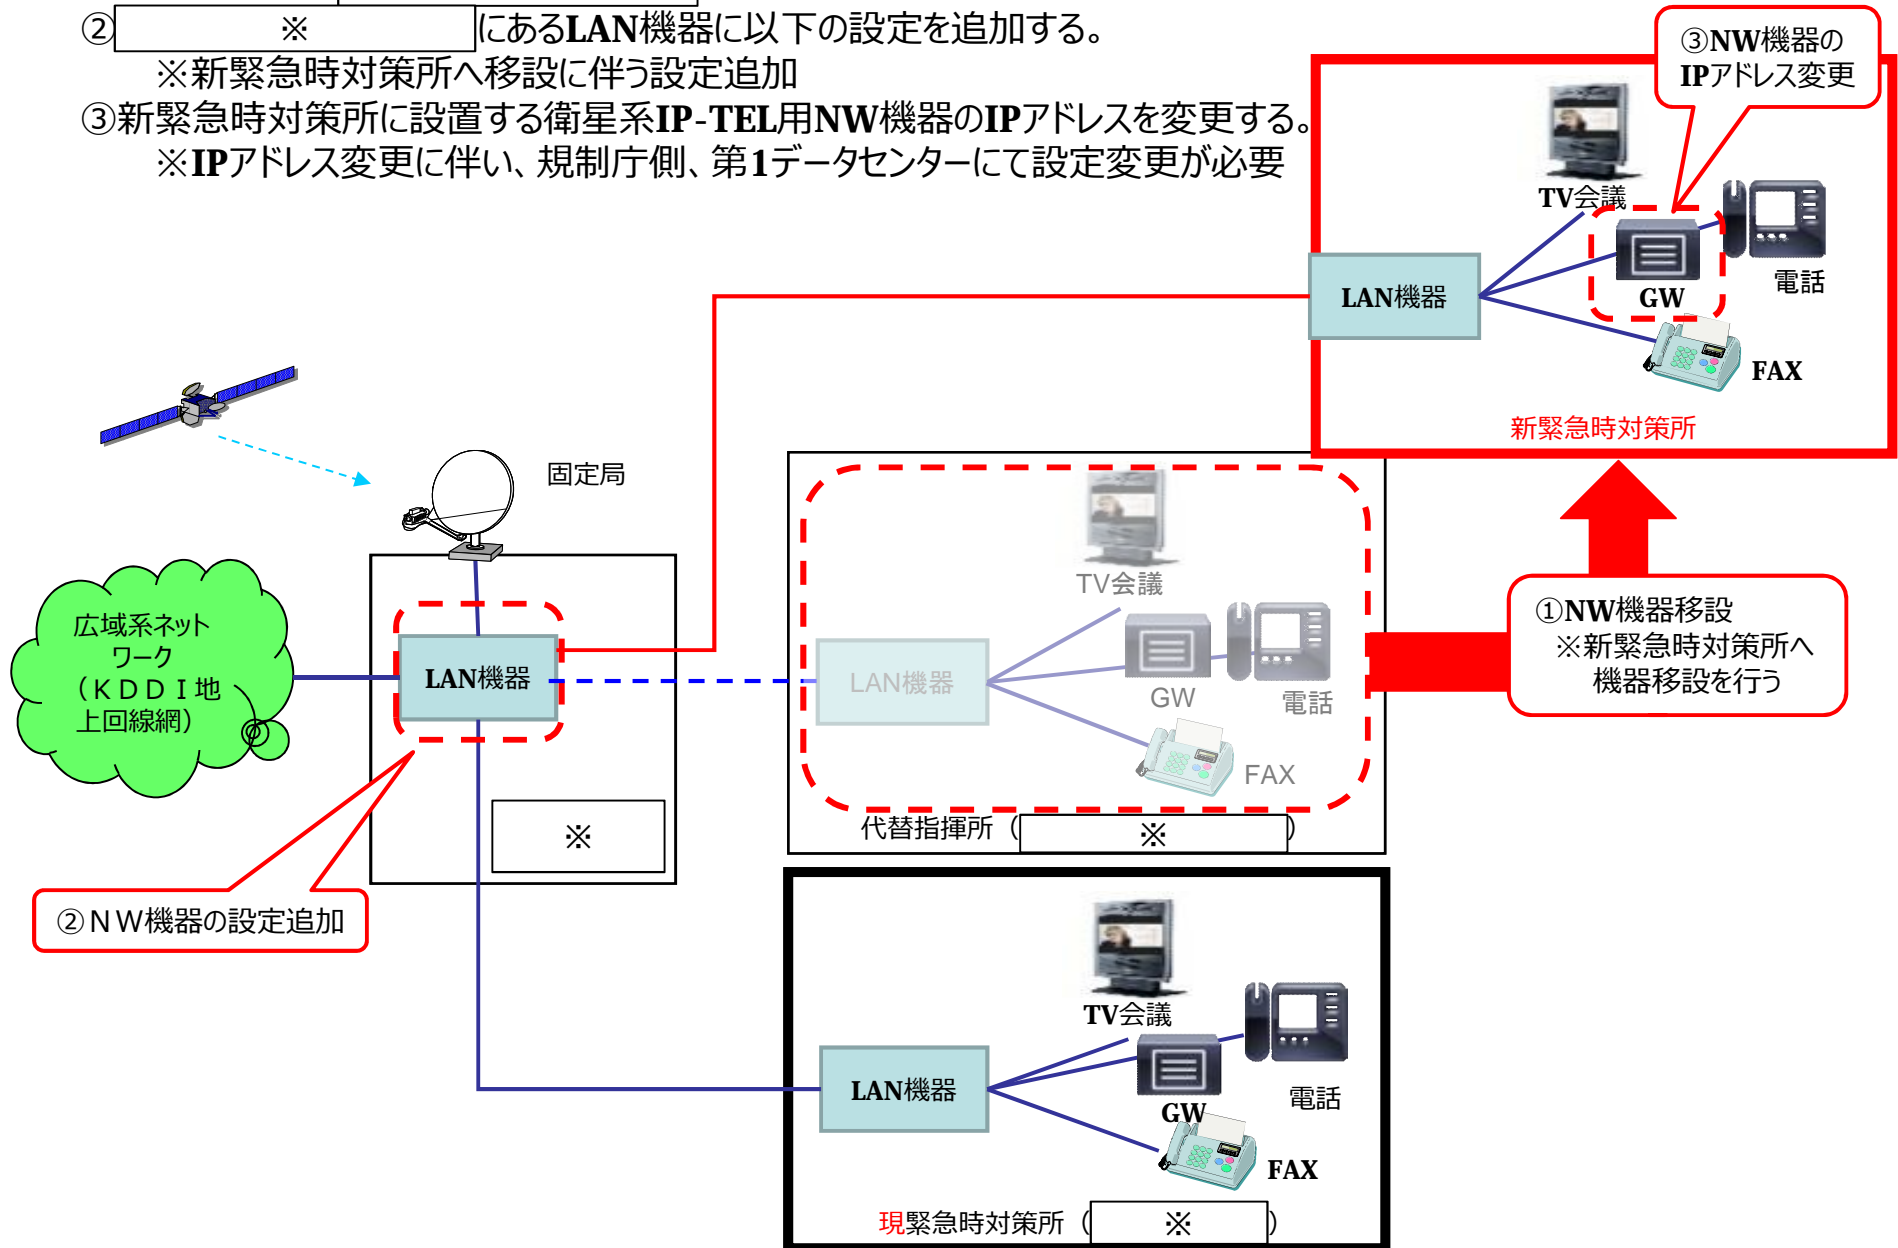 ② ※ にあるLAN機器に以下の設定を追加する。
※新緊急時対策所へ移設に伴う設定追加
③新緊急時対策所に設置する衛星系IP-TEL用NW機器のIPアドレスを変更する。
※IPアドレス変更に伴い、規制庁側、第1データセンターにて設定変更が必要
③NW機器の
IPアドレス変更
TV会議
電話
GW
LAN機器
FAX
新緊急時対策所
固定局
TV会議
広域系ネット
ワーク
(KDDI地
上回線網)
LAN機器
LAN機器
GW
電話
FAX
①NW機器移設
※新緊急時対策所へ
機器移設を行う
※
代替指揮所 ( ※ )
②NW機器の設定追加
TV会議
LAN機器
GW
電話
FAX
現緊急時対策所 ( ※ )